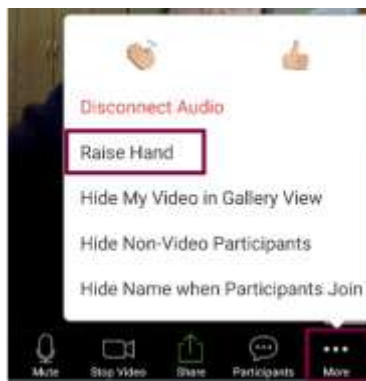 Disconnect Audio
Raise Hand
Hide My Video in Gallery View
Hide Non-Video Participants
Hide Name when Participants Join
Mute Stop Video Share Participants More